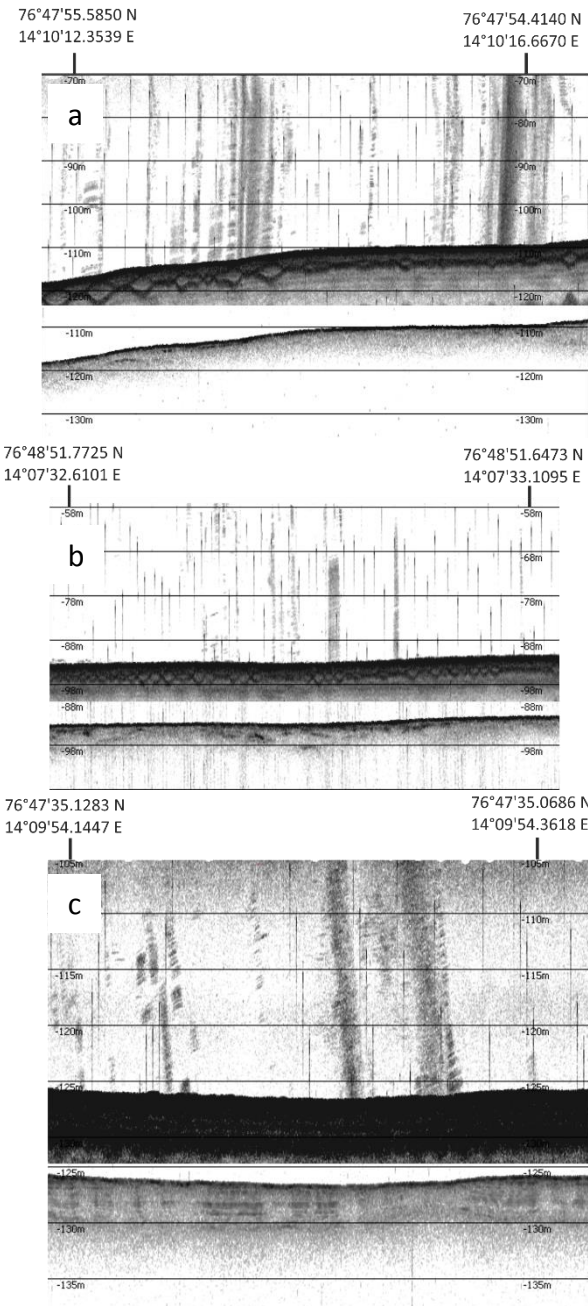 76°47'55.5850 N 76°47'54.4140 N
14°10'12.3539 E 14°10'16.6670 E
-70m -70m
a
-80m
-90m -90m
-100m -100m
-110m -110m
-120m -120m
-110m -110m
-120m -120m
-130m -130m
76°48'51.7725 N 76°48'51.6473 N
14°07'32.6101 E 14°07'33.1095 E
-58m -58m
b
-68m
-78m -78m
-88m -88m
-98m -98m
-88m -88m
-98m -98m
76°47'35.1283 N 76°47'35.0686 N
14°09'54.1447 E 14°09'54.3618 E
-105m -105m
c
-110m
-115m -115m
-120m -120m
-125m -125m
-130m -130m
-125m -125m
-130m -130m
-135m -135m